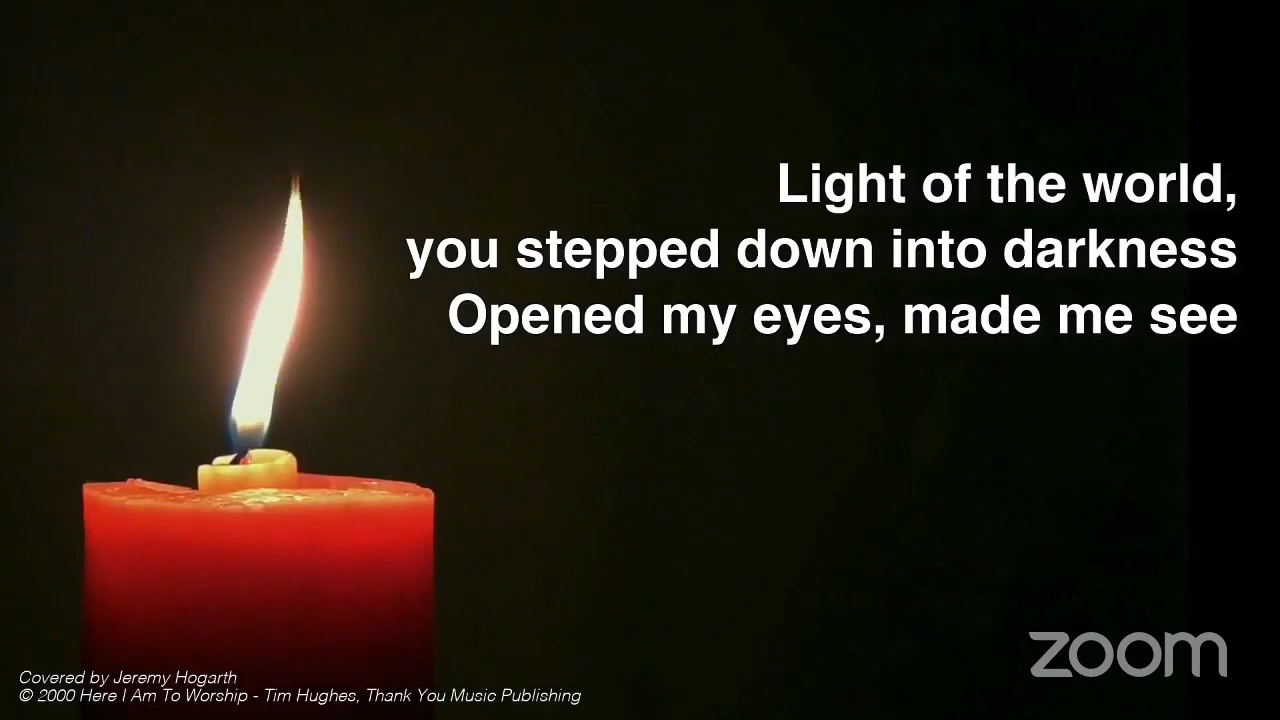 Light of the world,
you stepped down into darkness
Opened my eyes, made me see
zoom
Covered by Jeremy Hogarth
© 2000 Here I Am To Worship - Tim Hughes, Thank You Music Publishing